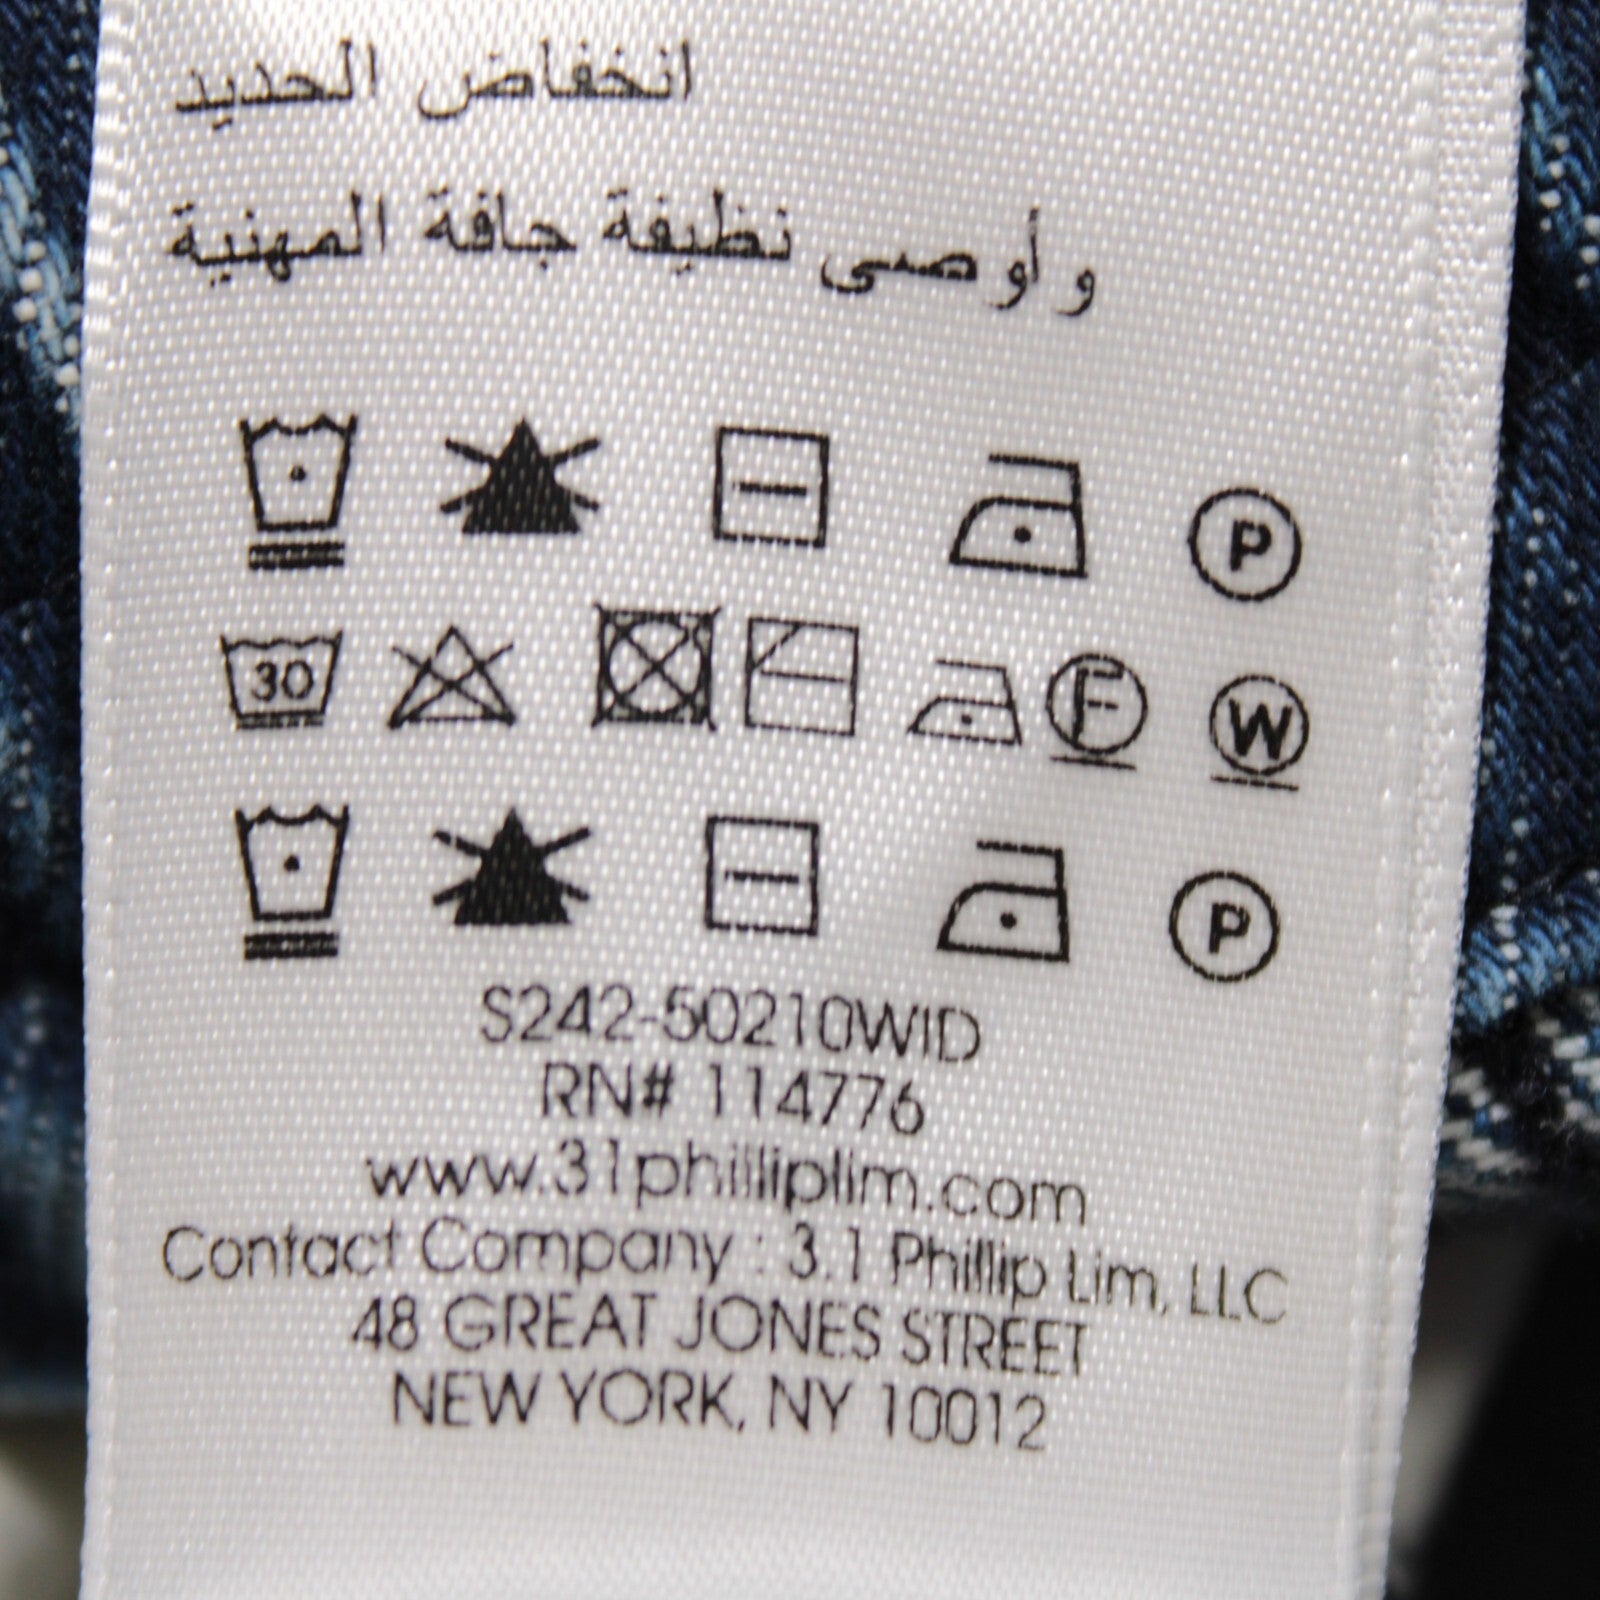 انخفاض الحديد
و أوصى نظيفة جافة المهنية
P
30 F W
P
S242-50210WID
RN# 114776
www.31philliplim.com
Contact Company : 3.1 Phillip Lim, LLC
48 GREAT JONES STREET
NEW YORK, NY 10012